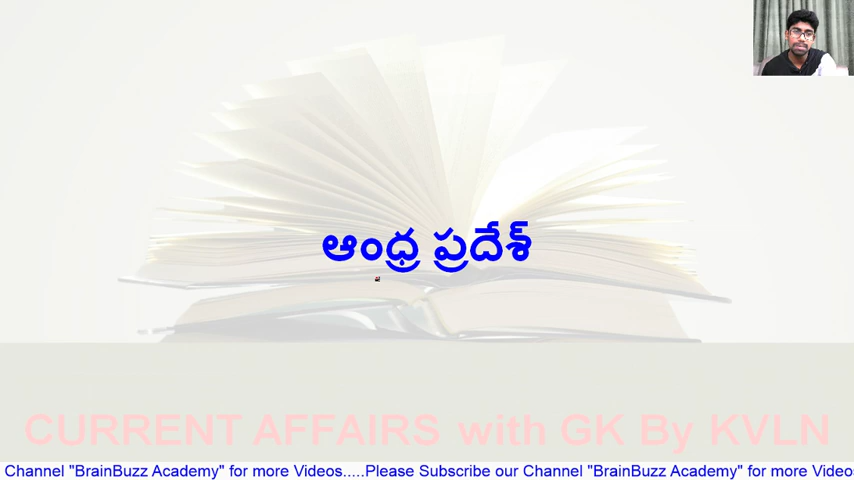 ఆంధ్ర ప్రదేశ్
CURRENT AFFAIRS with GK By KVLN
Channel "BrainBuzz Academy" for more Videos.....Please Subscribe our Channel "BrainBuzz Academy" for more Video